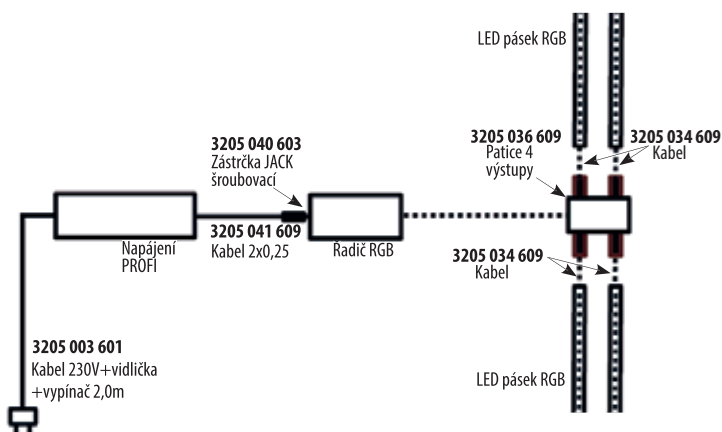 LED pásek RGB
3205 040 603
Zástrčka JACK
šroubovací
3205 036 609
Patice 4
výstupy
3205 034 609
Kabel
3205 041 609
Kabel 2x0,25
Napájení
PROFI
Řadič RGB
3205 034 609
Kabel
3205 003 601
Kabel 230V+vidlička
+vypínač 2,0m
LED pásek RGB